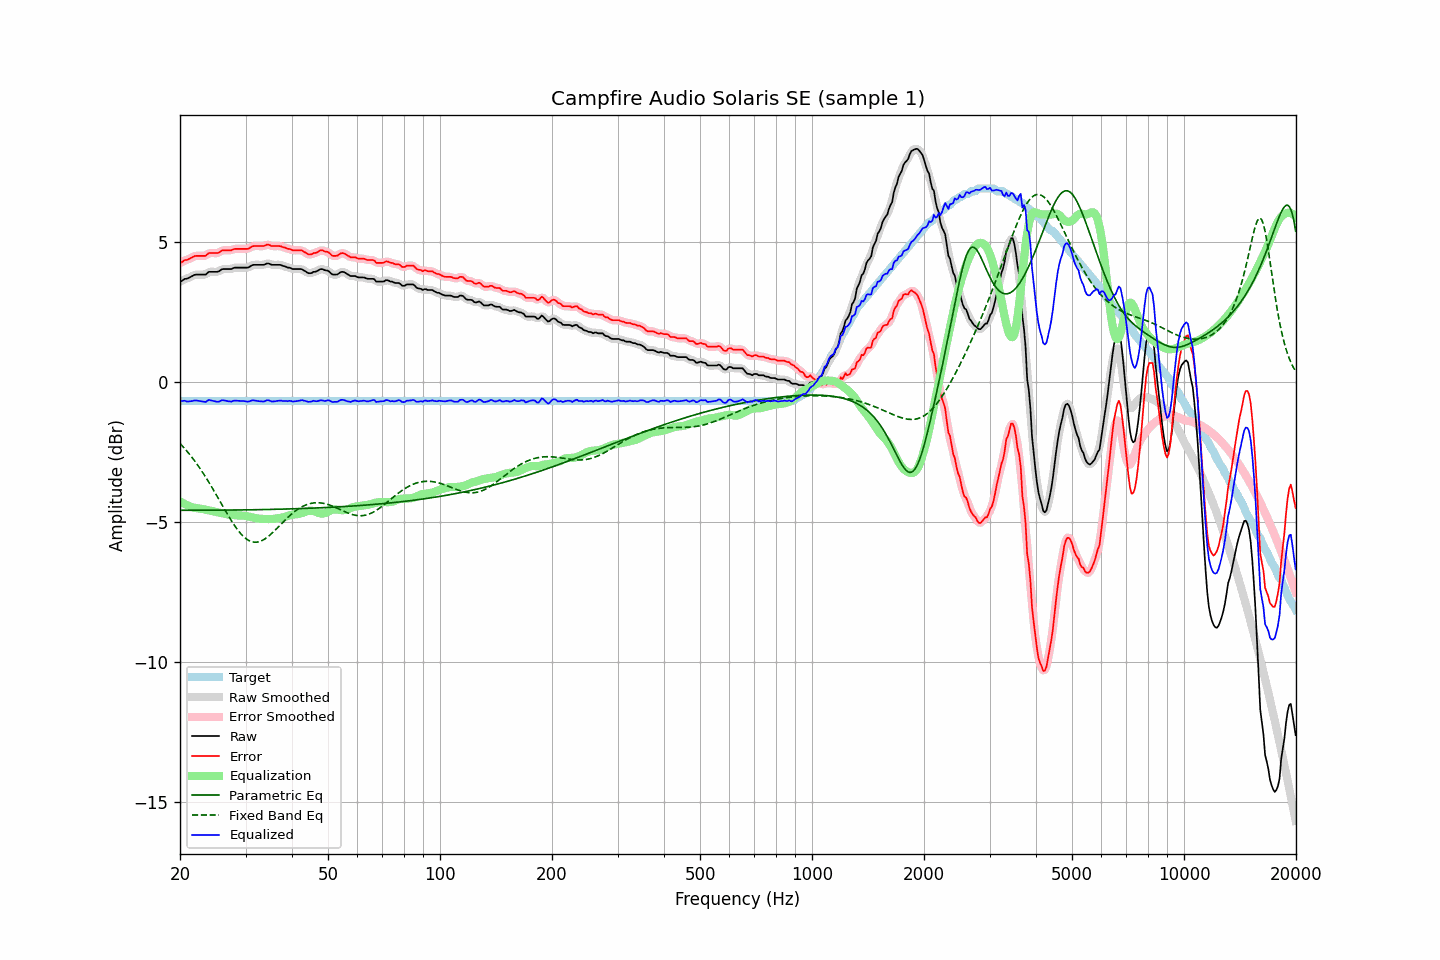 Campfire Audio Solaris SE (sample 1)
Amplitude (dBr)
5
0
−5
−10
−15
Target
Raw Smoothed
Error Smoothed
Raw
Error
Equalization
Parametric Eq
Fixed Band Eq
Equalized
20 50 100 200 500 1000 2000 5000 10000 20000
Frequency (Hz)